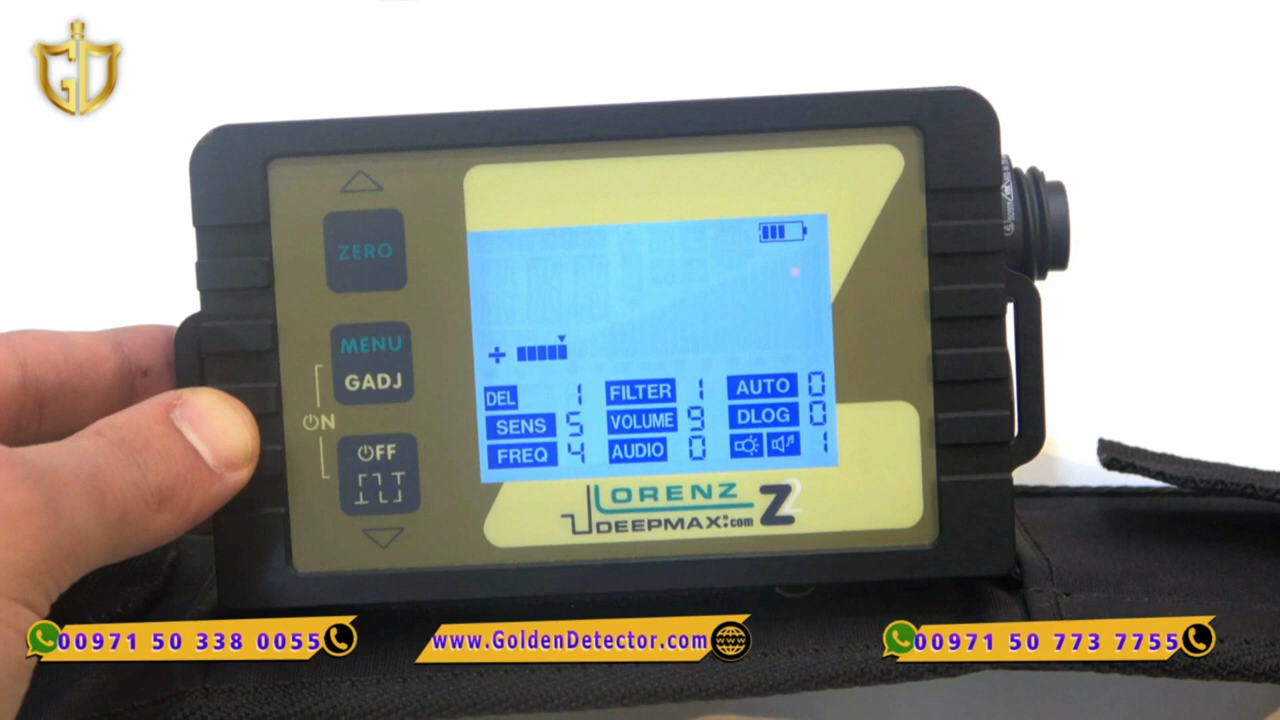 GD
ZERO
MENU
GADJ
ON
OFF
+
DEL 1
FILTER 1
AUTO 0
SENS 5
VOLUME 9
DLOG 0
FREQ 4
AUDIO 0
1
LORENZ
DEEPMAX.com Z2
00971 50 338 0055
www.GoldenDetector.com
00971 50 773 7755